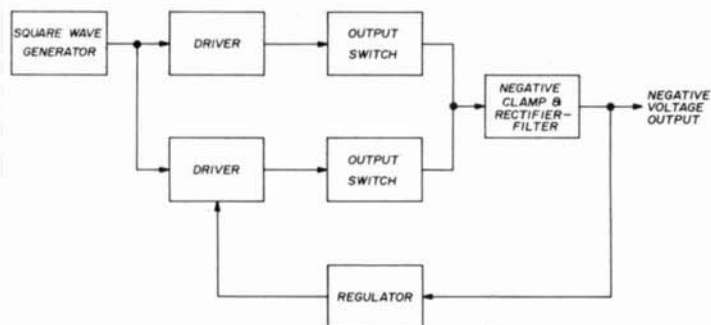 SQUARE WAVE
GENERATOR
DRIVER
OUTPUT
SWITCH
NEGATIVE
CLAMP &
RECTIFIER-
FILTER
NEGATIVE
VOLTAGE
OUTPUT
DRIVER
OUTPUT
SWITCH
REGULATOR